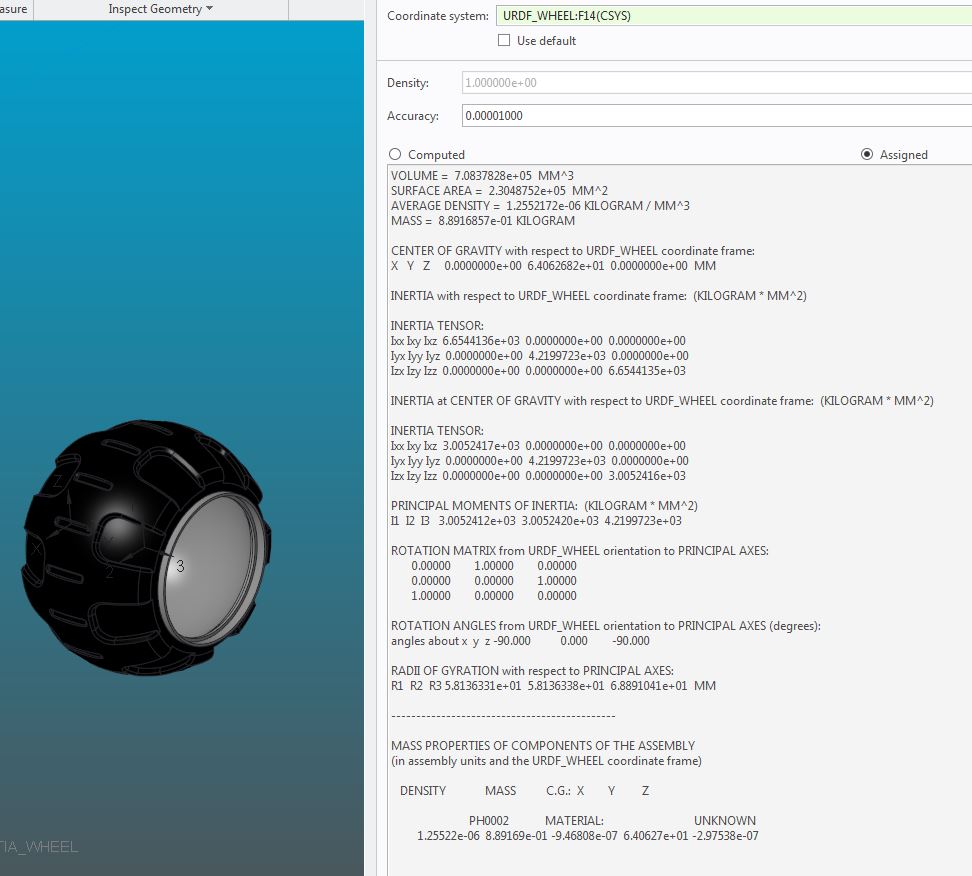 asure
Inspect Geometry
Coordinate system: URDF_WHEEL:F14(CSYS)
Use default
Density: 1.000000e+00
Accuracy: 0.00001000
Computed Assigned
VOLUME = 7.0837828e+05 MM^3
SURFACE AREA = 2.3048752e+05 MM^2
AVERAGE DENSITY = 1.2552172e-06 KILOGRAM / MM^3
MASS = 8.8916857e-01 KILOGRAM
CENTER OF GRAVITY with respect to URDF_WHEEL coordinate frame:
X Y Z 0.0000000e+00 6.4062682e+01 0.0000000e+00 MM
INERTIA with respect to URDF_WHEEL coordinate frame: (KILOGRAM * MM^2)
INERTIA TENSOR:
Ixx Ixy Ixz 6.6544136e+03 0.0000000e+00 0.0000000e+00
Iyx Iyy Iyz 0.0000000e+00 4.2199723e+03 0.0000000e+00
Izx Izy Izz 0.0000000e+00 0.0000000e+00 6.6544135e+03
INERTIA at CENTER OF GRAVITY with respect to URDF_WHEEL coordinate frame: (KILOGRAM * MM^2)
INERTIA TENSOR:
Ixx Ixy Ixz 3.0052417e+03 0.0000000e+00 0.0000000e+00
Iyx Iyy Iyz 0.0000000e+00 4.2199723e+03 0.0000000e+00
Izx Izy Izz 0.0000000e+00 0.0000000e+00 3.0052416e+03
PRINCIPAL MOMENTS OF INERTIA: (KILOGRAM * MM^2)
I1 I2 I3 3.0052412e+03 3.0052420e+03 4.2199723e+03
ROTATION MATRIX from URDF_WHEEL orientation to PRINCIPAL AXES:
0.00000 1.00000 0.00000
0.00000 0.00000 1.00000
1.00000 0.00000 0.00000
ROTATION ANGLES from URDF_WHEEL orientation to PRINCIPAL AXES (degrees):
angles about x y z -90.000 0.000 -90.000
RADII OF GYRATION with respect to PRINCIPAL AXES:
R1 R2 R3 5.8136331e+01 5.8136338e+01 6.8891041e+01 MM
---------------------------------------------
MASS PROPERTIES OF COMPONENTS OF THE ASSEMBLY
(in assembly units and the URDF_WHEEL coordinate frame)
DENSITY MASS C.G.: X Y Z
PH0002 MATERIAL: UNKNOWN
1.25522e-06 8.89169e-01 -9.46808e-07 6.40627e+01 -2.97538e-07
Z
X
2
3
TIA_WHEEL